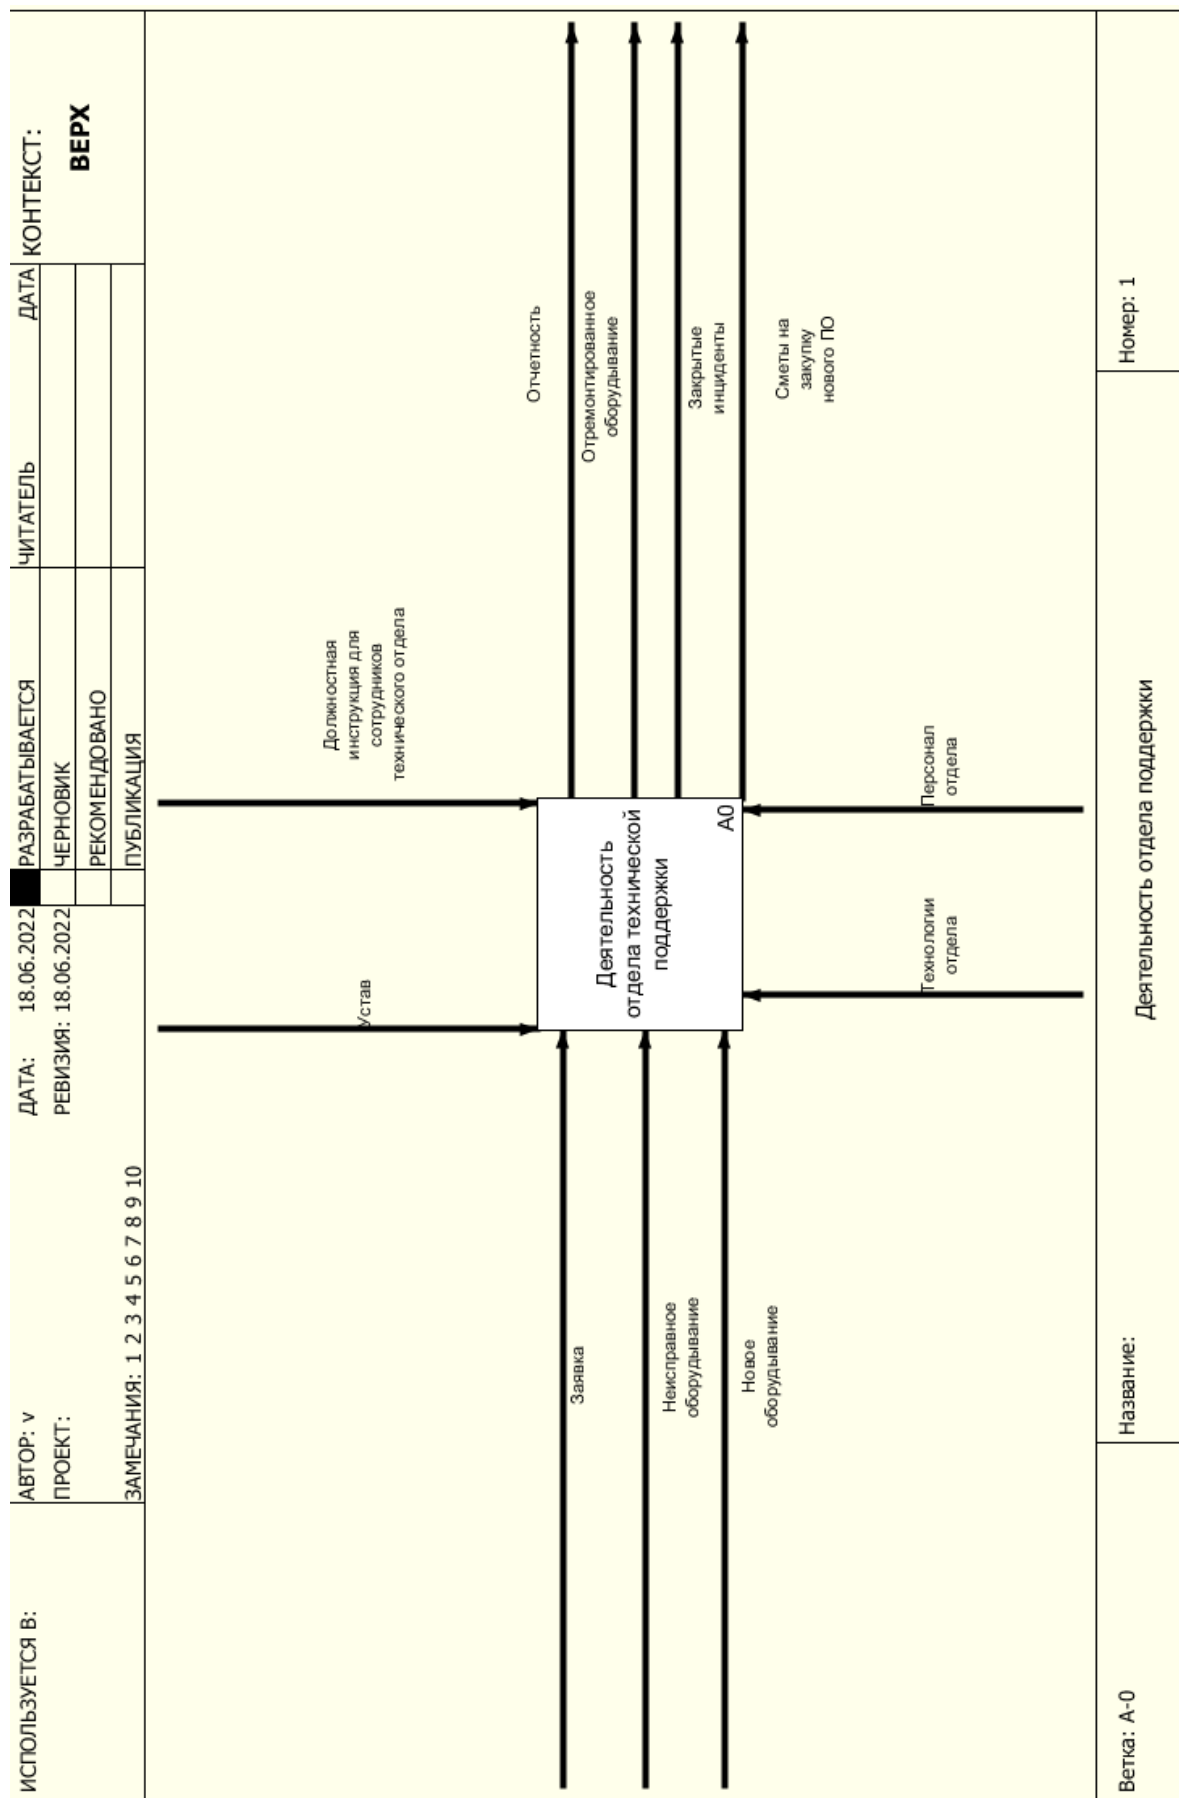 ИСПОЛЬЗУЕТСЯ В:
АВТОР: v
ПРОЕКТ:
ЗАМЕЧАНИЯ: 1 2 3 4 5 6 7 8 9 10
ДАТА: 18.06.2022
РЕВИЗИЯ: 18.06.2022
РАЗРАБАТЫВАЕТСЯ
ЧЕРНОВИК
РЕКОМЕНДОВАНО
ПУБЛИКАЦИЯ
ЧИТАТЕЛЬ
ДАТА
КОНТЕКСТ:
ВЕРХ
Устав
Должностная
инструкция для
сотрудников
технического отдела
Заявка
Неисправное
оборудывание
Новое
оборудывание
Деятельность
отдела технической
поддержки
A0
Отчетность
Отремонтированное
оборудывание
Закрытые
инциденты
Сметы на
закупку
нового ПО
Технологии
отдела
Персонал
отдела
Ветка: A-0
Название:
Деятельность отдела поддержки
Номер: 1